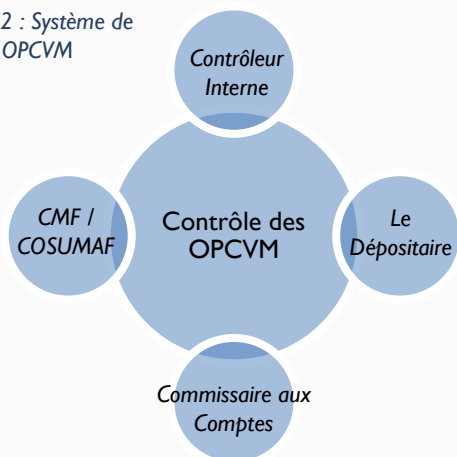 2 : Système de
OPCVM
Contrôleur
Interne
CMF /
COSUMAF
Contrôle des
OPCVM
Le
Dépositaire
Commissaire aux
Comptes